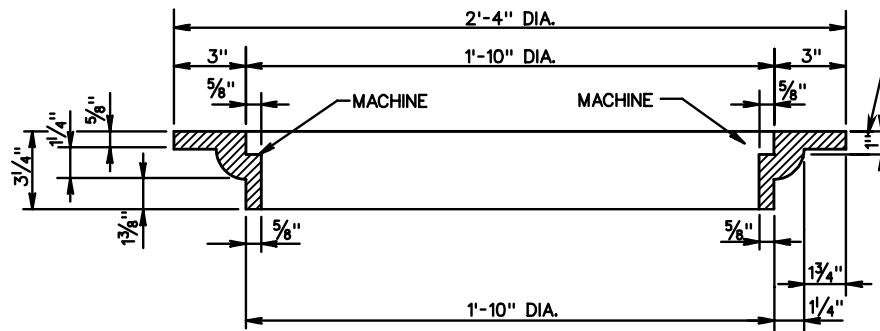 2'-4" DIA.
3" 1'-10" DIA. 3"
5/8" 5/8"
MACHINE MACHINE
5/8"
1 1/4"
3 1/4"
1 3/8"
1"
5/8" 5/8"
1 3/4"
1'-10" DIA. 1 1/4"